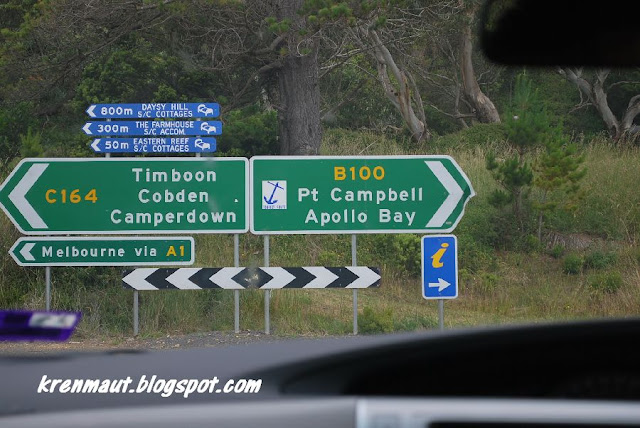 800m DAYSY HILL
S/C COTTAGES
300m THE FARMHOUSE
S/C ACCOM.
50m EASTERN REEF
S/C COTTAGES
C164
Timboon
Cobden
Camperdown
B100
Pt Campbell
Apollo Bay
Melbourne via A1
i
krenmaut.blogspot.com